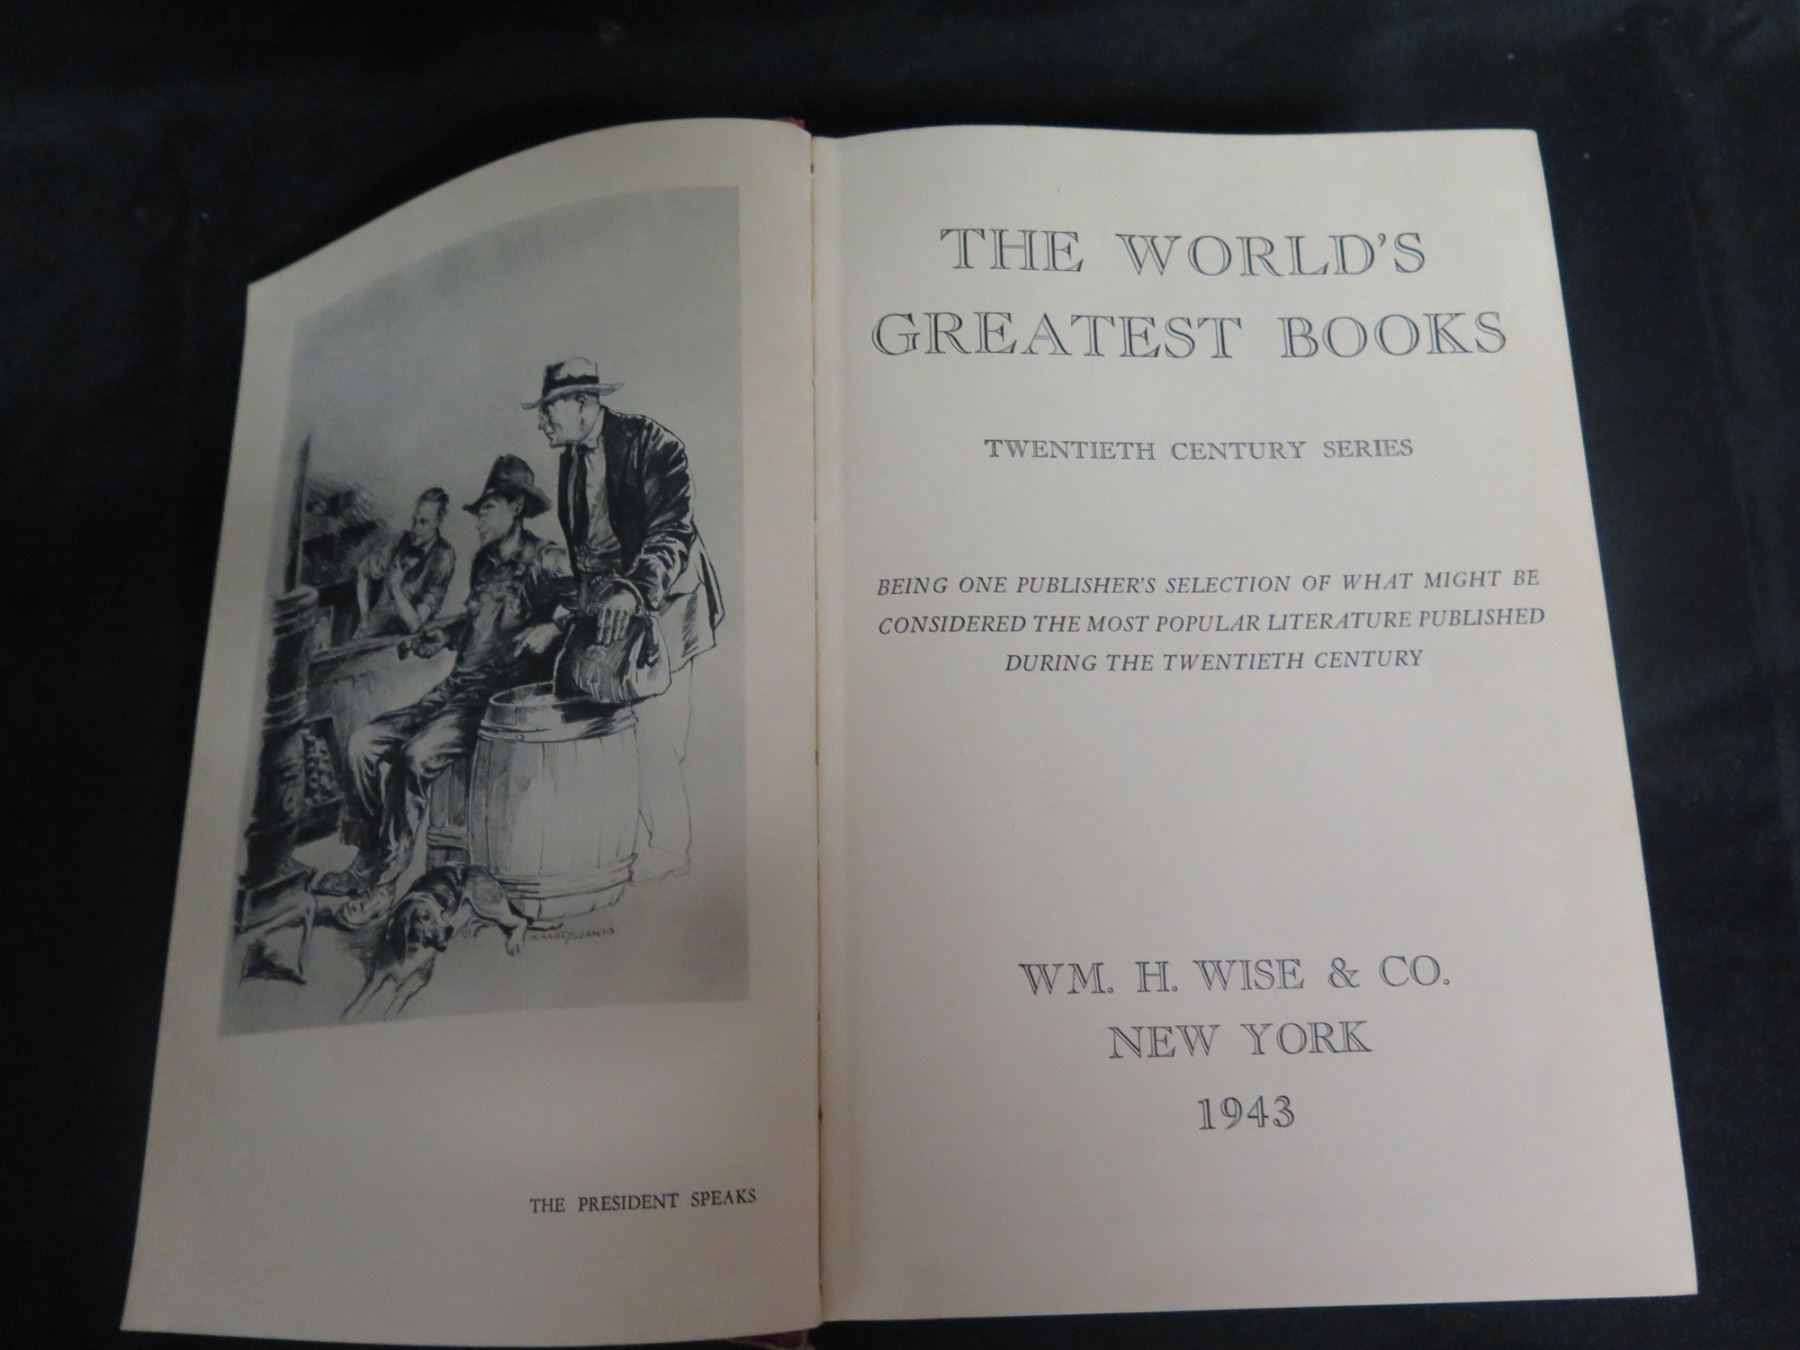 THE PRESIDENT SPEAKS
THE WORLD'S
GREATEST BOOKS
TWENTIETH CENTURY SERIES
BEING ONE PUBLISHER'S SELECTION OF WHAT MIGHT BE
CONSIDERED THE MOST POPULAR LITERATURE PUBLISHED
DURING THE TWENTIETH CENTURY
WM. H. WISE & CO.
NEW YORK
1943